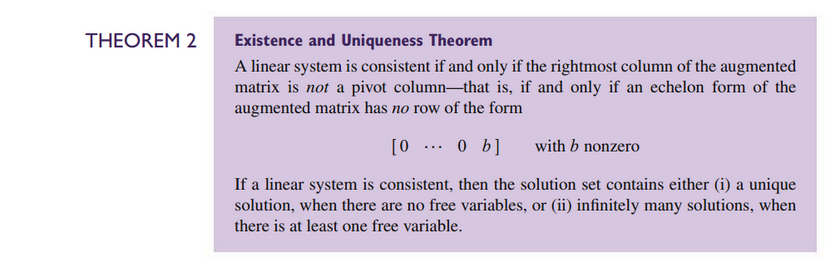 THEOREM 2
Existence and Uniqueness Theorem
A linear system is consistent if and only if the rightmost column of the augmented
matrix is not a pivot column—that is, if and only if an echelon form of the
augmented matrix has no row of the form
[0 ⋯ 0 b] with b nonzero
If a linear system is consistent, then the solution set contains either (i) a unique
solution, when there are no free variables, or (ii) infinitely many solutions, when
there is at least one free variable.